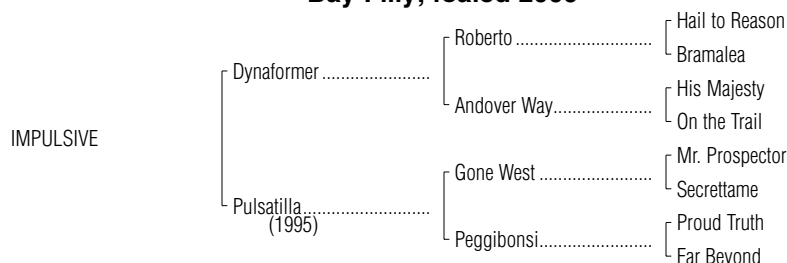 Bay Filly; foaled
Hail to Reason
Roberto ....................................
Bramalea
Dynaformer ............................
His Majesty
Andover Way.........................
On the Trail
IMPULSIVE
Mr. Prospector
Gone West .............................
Secrettame
Pulsatilla.................................
(1995)
Proud Truth
Peggibonsi.............................
Far Beyond